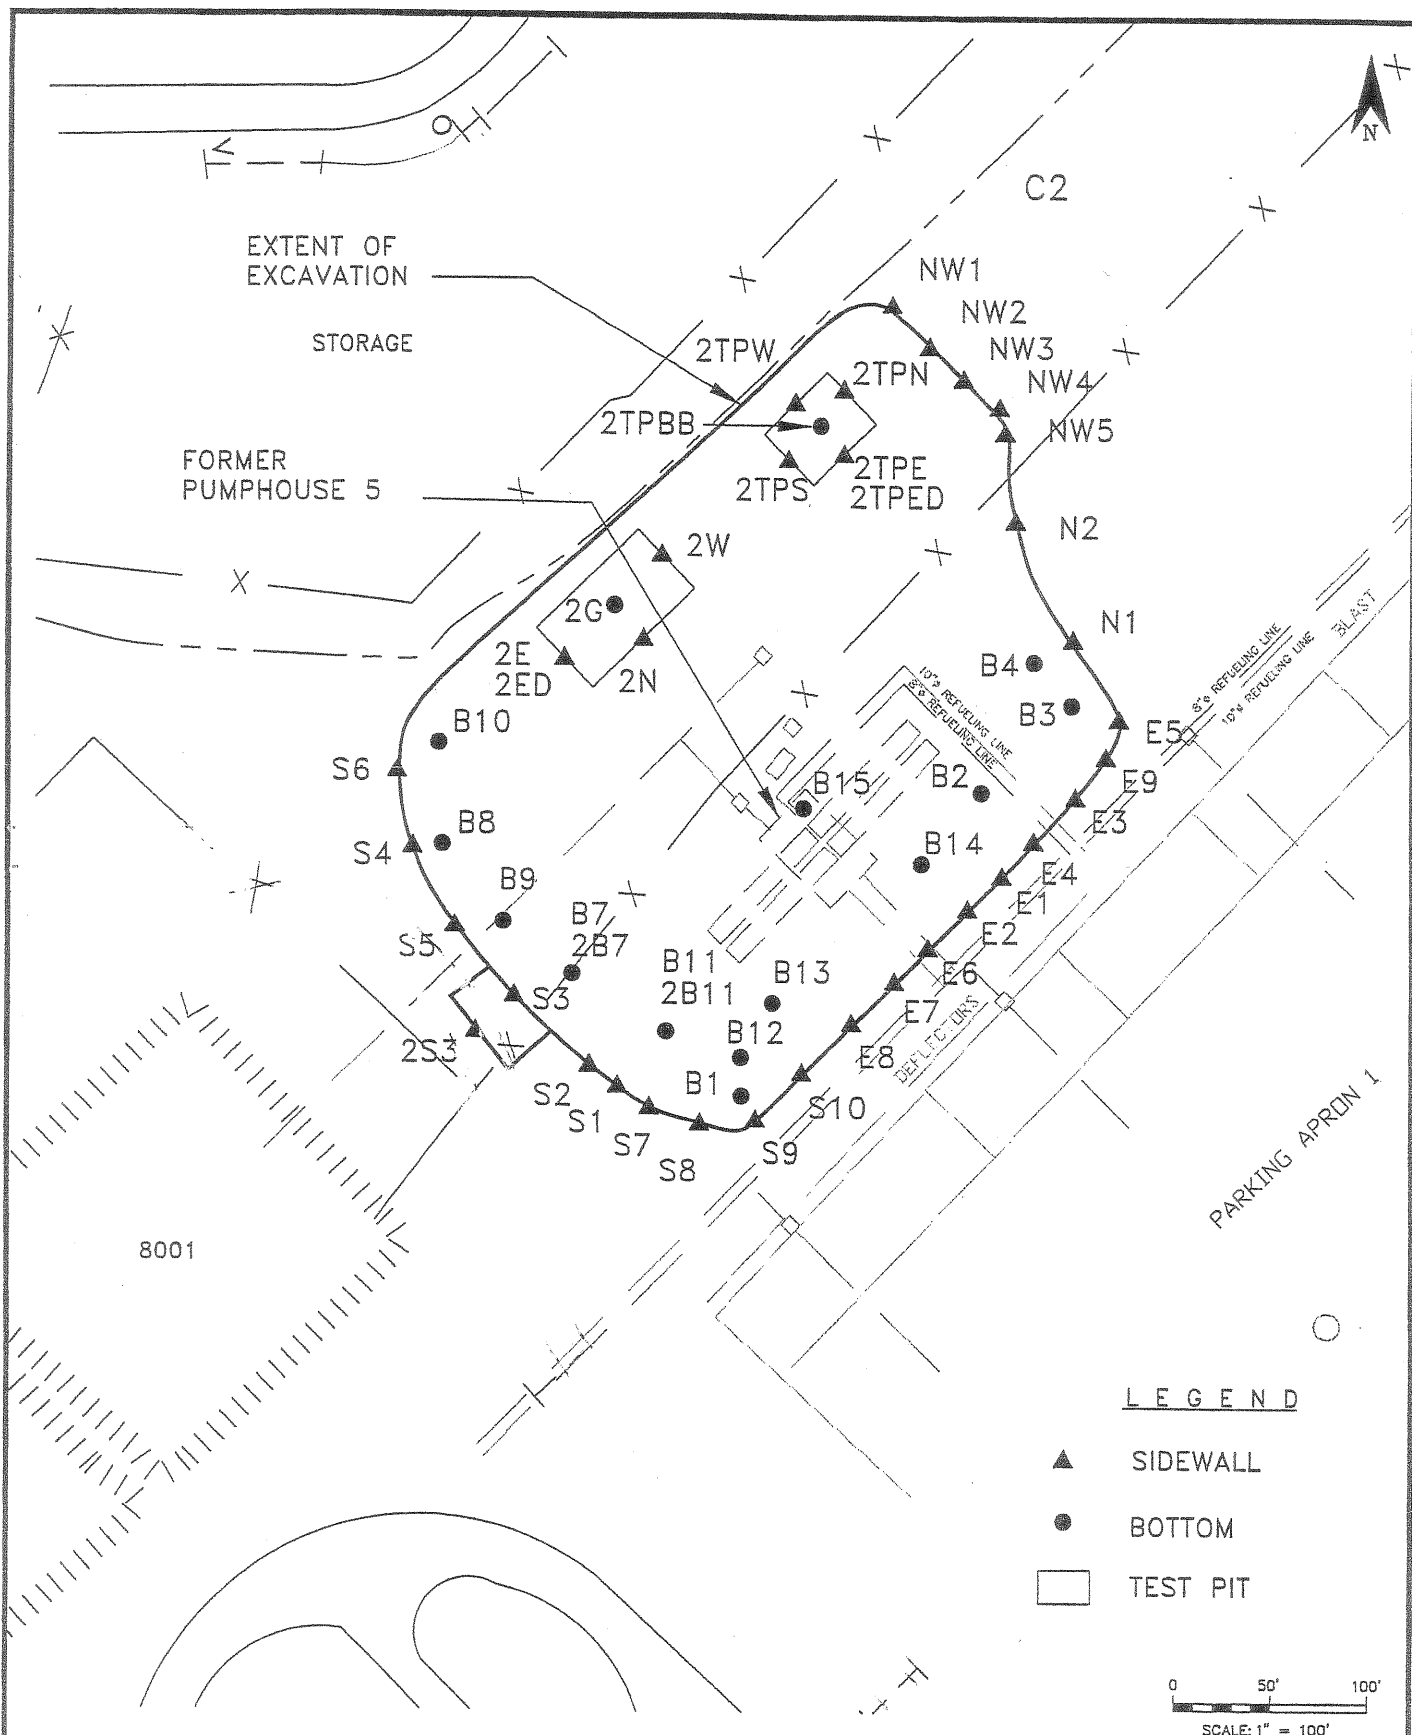 V
6
N
C2
EXTENT OF
EXCAVATION
STORAGE
NW1
NW2
NW3
NW4
NW5
2TPW
2TPN
2TPBB
2TPE
2TPED
2TPS
FORMER
PUMPHOUSE 5
N2
2W
2G
2E
2ED
2N
N1
B4
B3
10"ø REFUELING LINE
8"ø REFUELING LINE
8"ø REFUELING LINE
10"ø REFUELING LINE
BLAST
B10
E5
S6
B15
B2
E9
E3
B8
S4
B14
E4
E1
B9
B7
2B7
S5
E2
B11
2B11
B13
E6
S3
E7
B12
E8
DEFLECTORS
2S3
B1
S2
S1
S10
S7
S9
S8
PARKING APRON 1
8001
LEGEND
SIDEWALL
BOTTOM
TEST PIT
F
0 50' 100'
SCALE: 1" = 100'